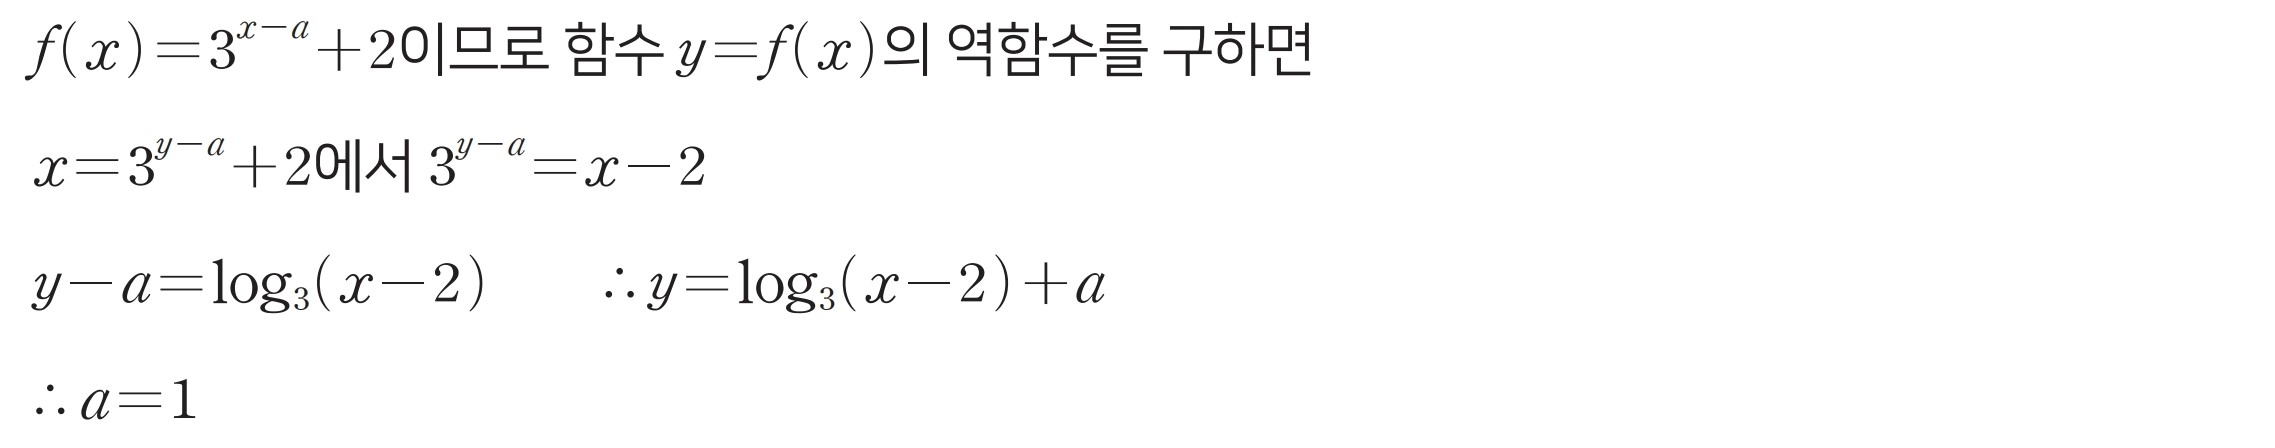 f(x)=3^{x-a}+2이므로 함수 y=f(x)의 역함수를 구하면
x=3^{y-a}+2에서 3^{y-a}=x-2
y-a=log_3(x-2) ∴y=log_3(x-2)+a
∴a=1